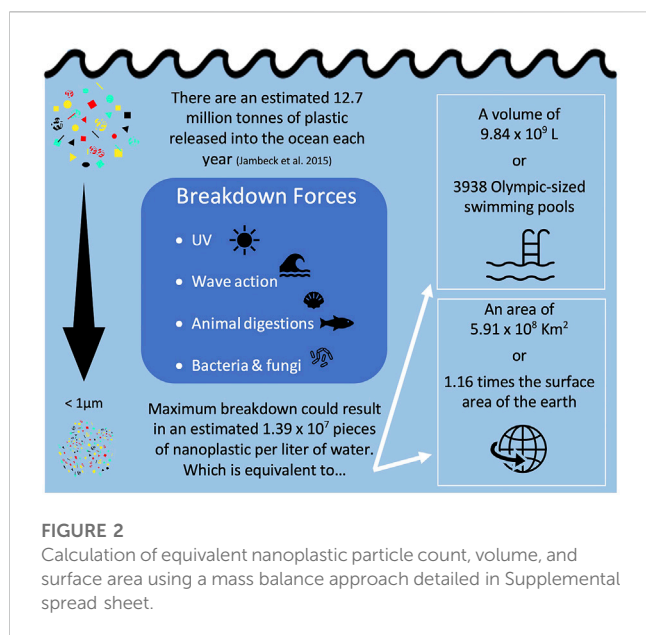 There are an estimated 12.7
million tonnes of plastic
released into the ocean each
year (Jambeck et al. 2015)
Breakdown Forces
• UV
• Wave action
• Animal digestions
• Bacteria & fungi
< 1µm
Maximum breakdown could result
in an estimated 1.39 x 10⁷ pieces
of nanoplastic per liter of water.
Which is equivalent to...
A volume of
9.84 x 10⁹ L
or
3938 Olympic-sized
swimming pools
An area of
5.91 x 10⁸ Km²
or
1.16 times the surface
area of the earth
FIGURE 2
Calculation of equivalent nanoplastic particle count, volume, and
surface area using a mass balance approach detailed in Supplemental
spread sheet.